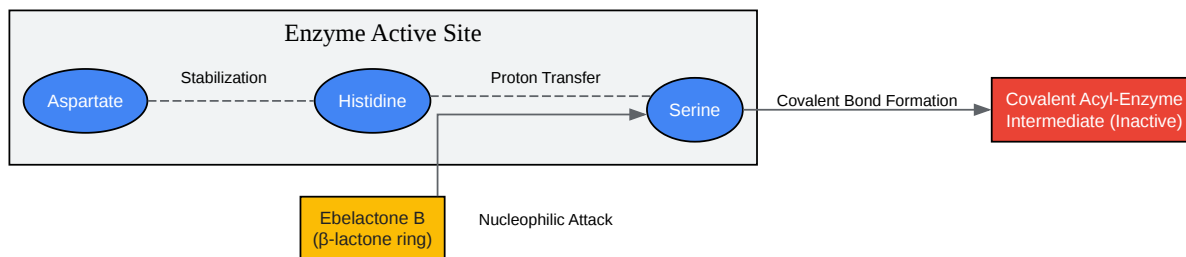 Enzyme Active Site
Stabilization
Proton Transfer
Aspartate
Histidine
Serine
Covalent Bond Formation
Covalent Acyl-Enzyme
Intermediate (Inactive)
Ebelactone B
(β-lactone ring)
Nucleophilic Attack